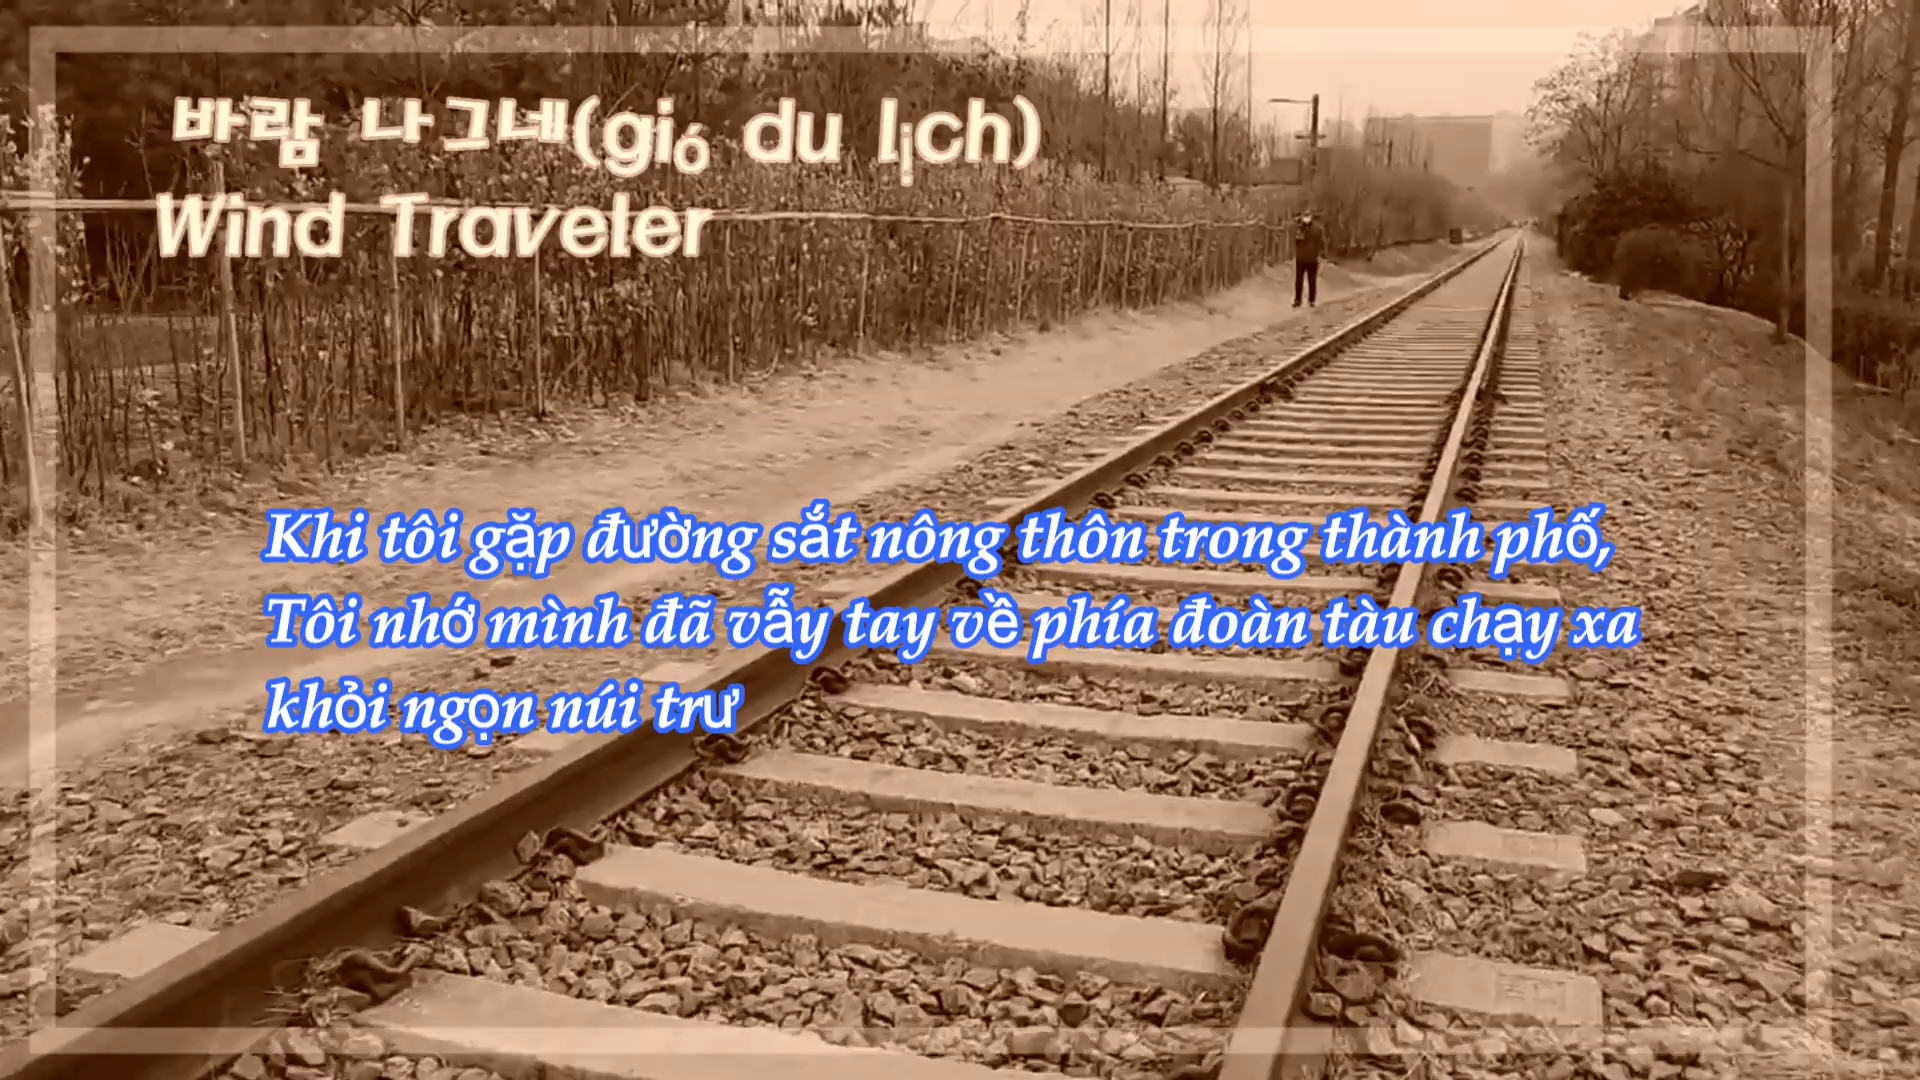 바람 나그네(gió du lịch)
Wind Traveler
Khi tôi gặp đường sắt nông thôn trong thành phố,
Tôi nhớ mình đã vẫy tay về phía đoàn tàu chạy xa
khỏi ngọn núi trư